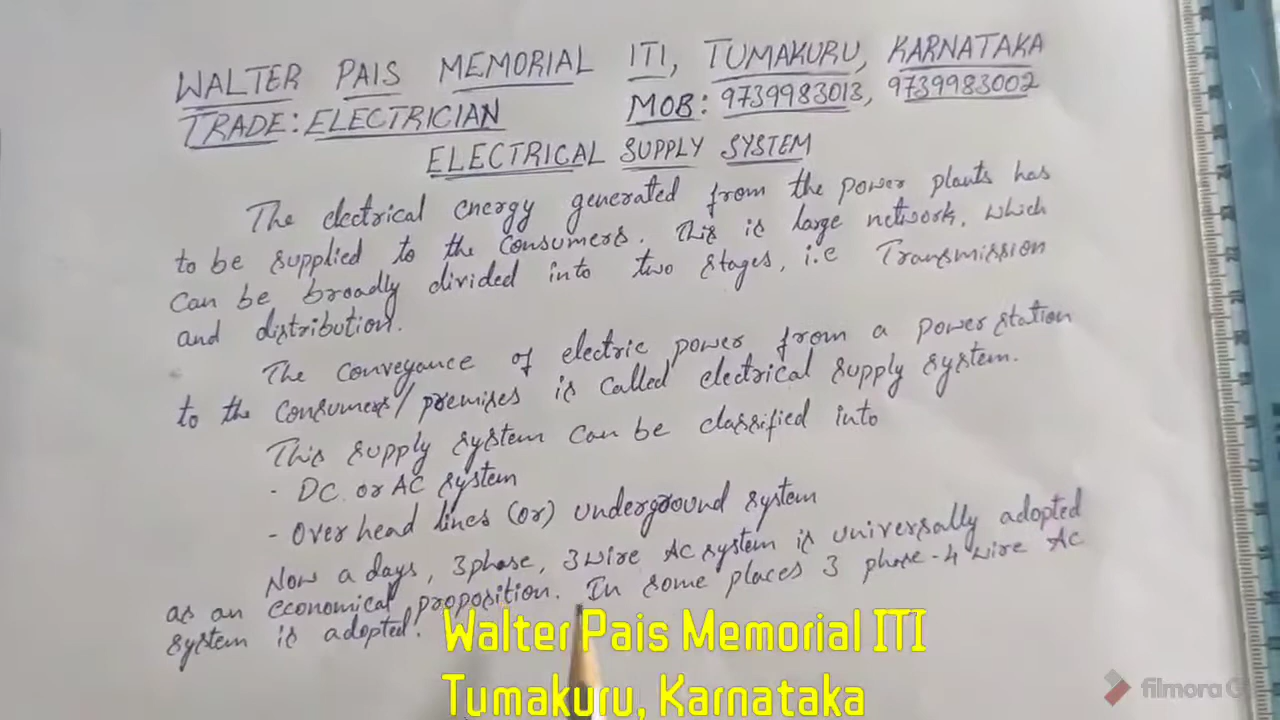 WALTER PAIS MEMORIAL ITI, TUMAKURU, KARNATAKA
TRADE: ELECTRICIAN MOB: 9739983013, 9739983002
ELECTRICAL SUPPLY SYSTEM
The electrical energy generated from the power plants has
to be supplied to the consumers. This is large network, which
can be broadly divided into two stages, i.e Transmission
and distribution.
The conveyance of electric power from a power station
to the consumers/premises is called electrical supply system.
This supply system can be classified into
- DC or AC system
- Over head lines (or) underground system
Now a days, 3 phase, 3 wire AC system is universally adopted
as an economical proposition. In some places 3 phase-4 wire AC
system is adopted.
Walter Pais Memorial ITI
Tumakuru, Karnataka
filmora G